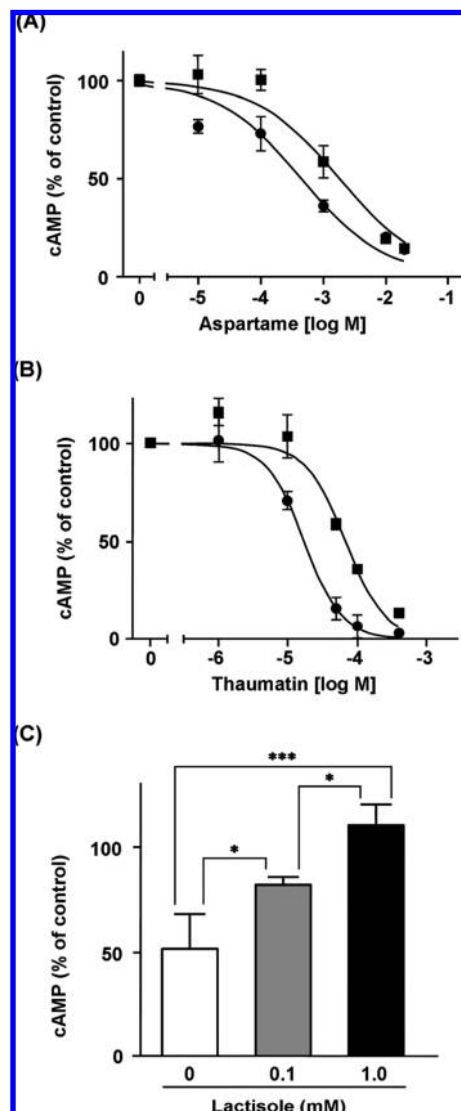 (A)
cAMP (% of control)
100
50
0
0 -5 -4 -3 -2 -1
Aspartame [log M]
(B)
cAMP (% of control)
100
50
0
0 -6 -5 -4 -3
Thaumatin [log M]
(C)
***
*
*
cAMP (% of control)
100
50
0
0 0.1 1.0
Lactisole (mM)